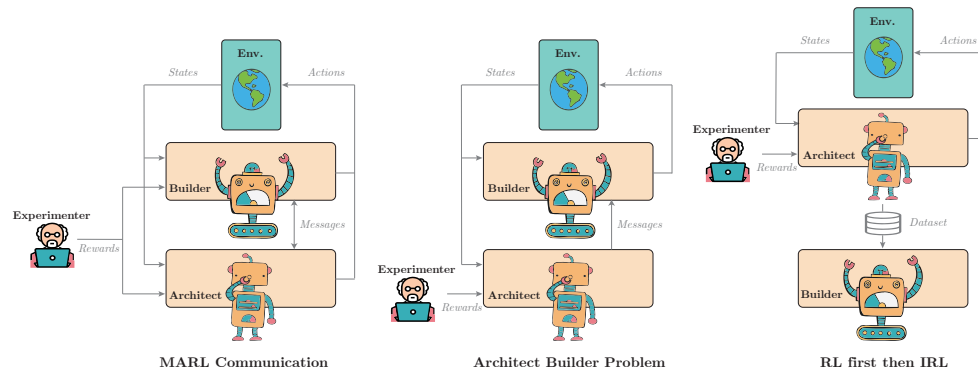 Env.
States
Actions
Builder
Messages
Experimenter
Rewards
Architect
MARL Communication
Env.
States
Actions
Builder
Messages
Experimenter
Rewards
Architect
Architect Builder Problem
Env.
States
Actions
Experimenter
Rewards
Architect
Dataset
Builder
RL first then IRL